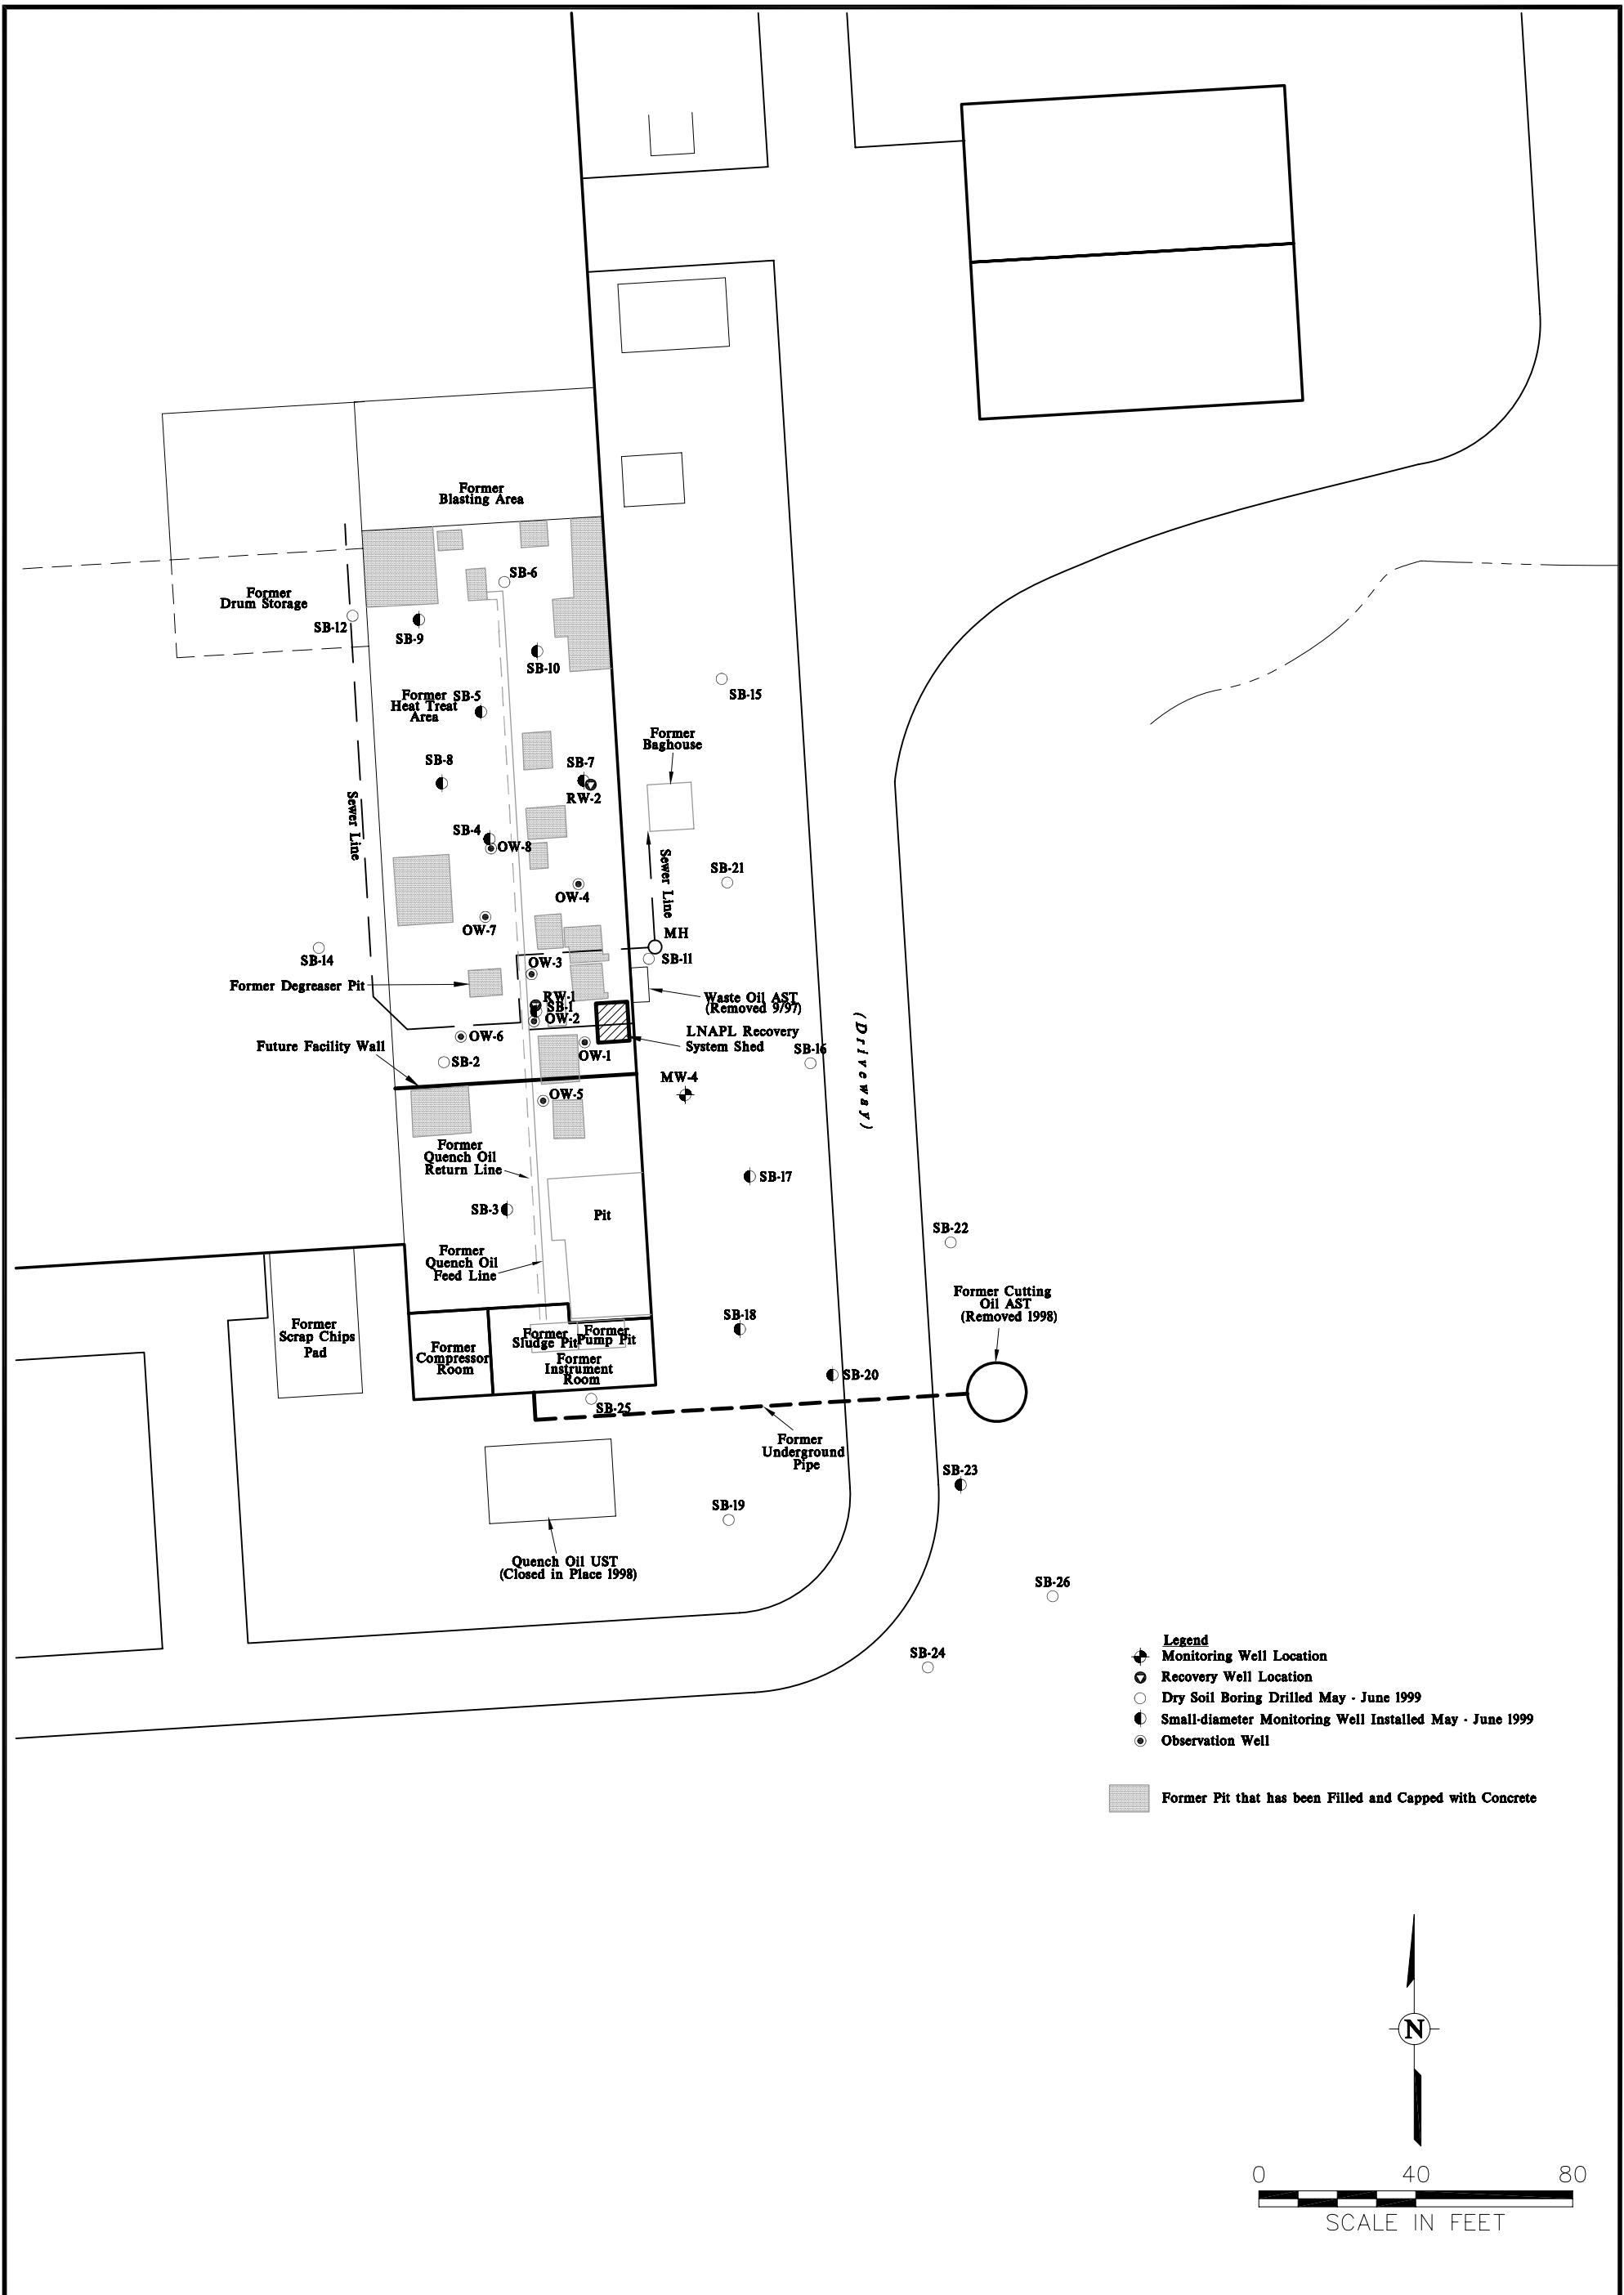 Former
Blasting Area
SB-6
Former
Drum Storage
SB-12
SB-9
SB-10
SB-15
Former SB-5
Heat Treat
Area
Former
Baghouse
SB-8
SB-7
RW-2
Sewer Line
SB-4
OW-8
Sewer Line
SB-21
OW-4
OW-7
MH
SB-14
SB-11
OW-3
Former Degreaser Pit
RW-1
SB-1
OW-2
Waste Oil AST
(Removed 9/97)
OW-6
LNAPL Recovery
System Shed
Future Facility Wall
OW-1
SB-16
(Driveway)
SB-2
MW-4
OW-5
Former
Quench Oil
Return Line
SB-17
SB-3
Pit
SB-22
Former
Quench Oil
Feed Line
Former Cutting
Oil AST
(Removed 1998)
SB-18
Former
Scrap Chips
Pad
Former
Sludge Pit
Former
Pump Pit
Former
Compressor
Room
Former
Instrument
Room
SB-20
SB-25
Former
Underground
Pipe
SB-23
SB-19
Quench Oil UST
(Closed in Place 1998)
SB-26
SB-24
Legend
Monitoring Well Location
Recovery Well Location
Dry Soil Boring Drilled May - June 1999
Small-diameter Monitoring Well Installed May - June 1999
Observation Well
Former Pit that has been Filled and Capped with Concrete
N
0 40 80
SCALE IN FEET